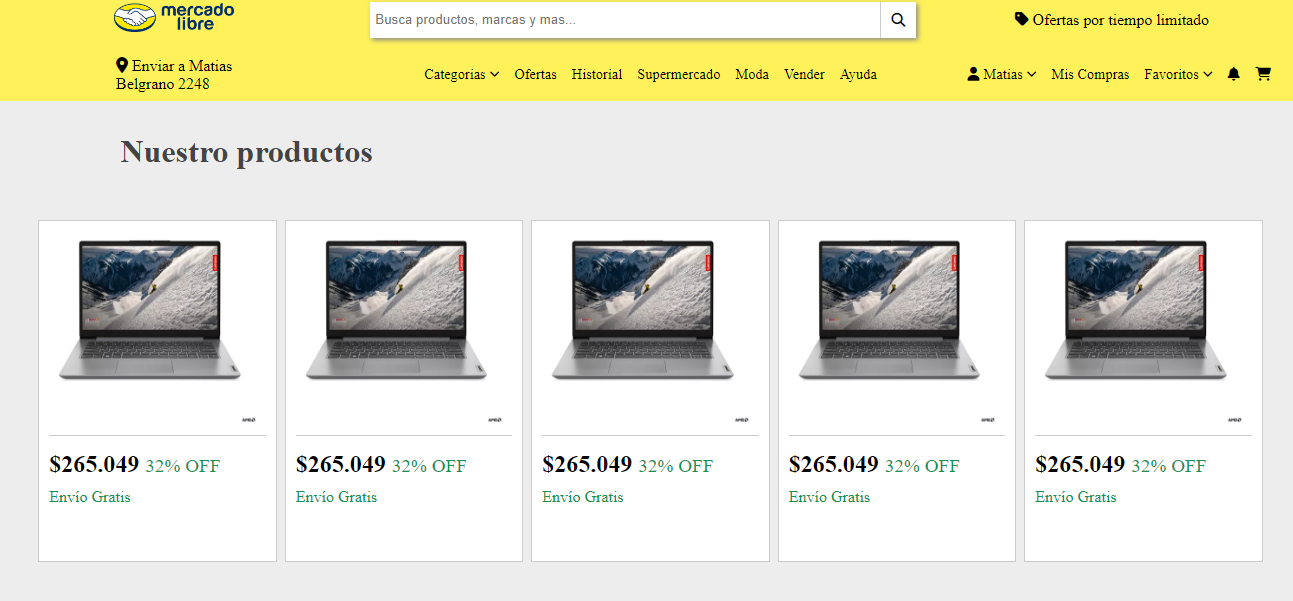 mercado
libre
Busca productos, marcas y mas...
Ofertas por tiempo limitado
Enviar a Matias
Belgrano 2248
Categorias Ofertas Historial Supermercado Moda Vender Ayuda
Matias Mis Compras Favoritos
Nuestro productos
AMD AMD AMD AMD AMD
$265.049 32% OFF $265.049 32% OFF $265.049 32% OFF $265.049 32% OFF $265.049 32% OFF
Envío Gratis Envío Gratis Envío Gratis Envío Gratis Envío Gratis